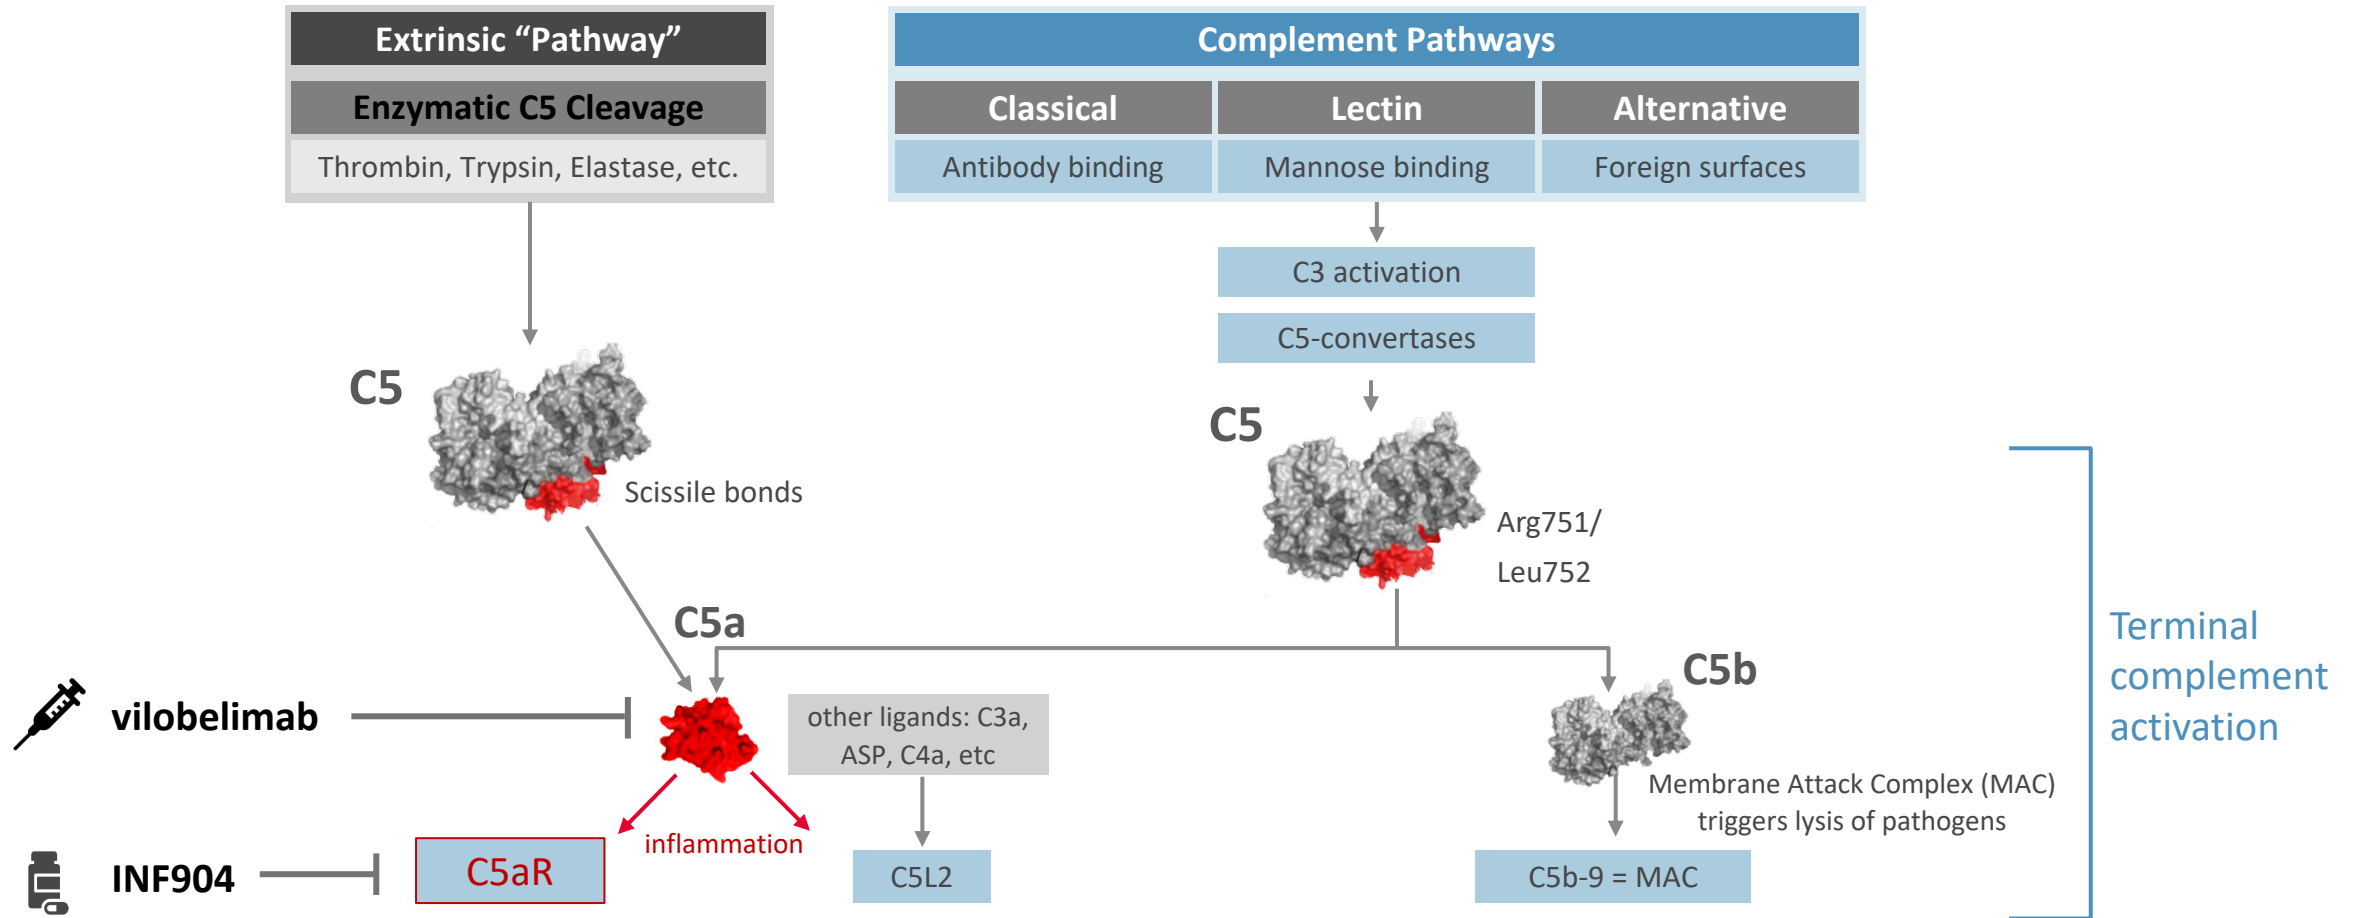 Extrinsic “Pathway”
Enzymatic C5 Cleavage
Thrombin, Trypsin, Elastase, etc.
Complement Pathways
Classical
Lectin
Alternative
Antibody binding
Mannose binding
Foreign surfaces
C3 activation
C5-convertases
C5
Scissile bonds
C5
Arg751/
Leu752
C5a
C5b
Terminal
complement
activation
vilobelimab
other ligands: C3a,
ASP, C4a, etc
Membrane Attack Complex (MAC)
triggers lysis of pathogens
inflammation
INF904
C5aR
C5L2
C5b-9 = MAC